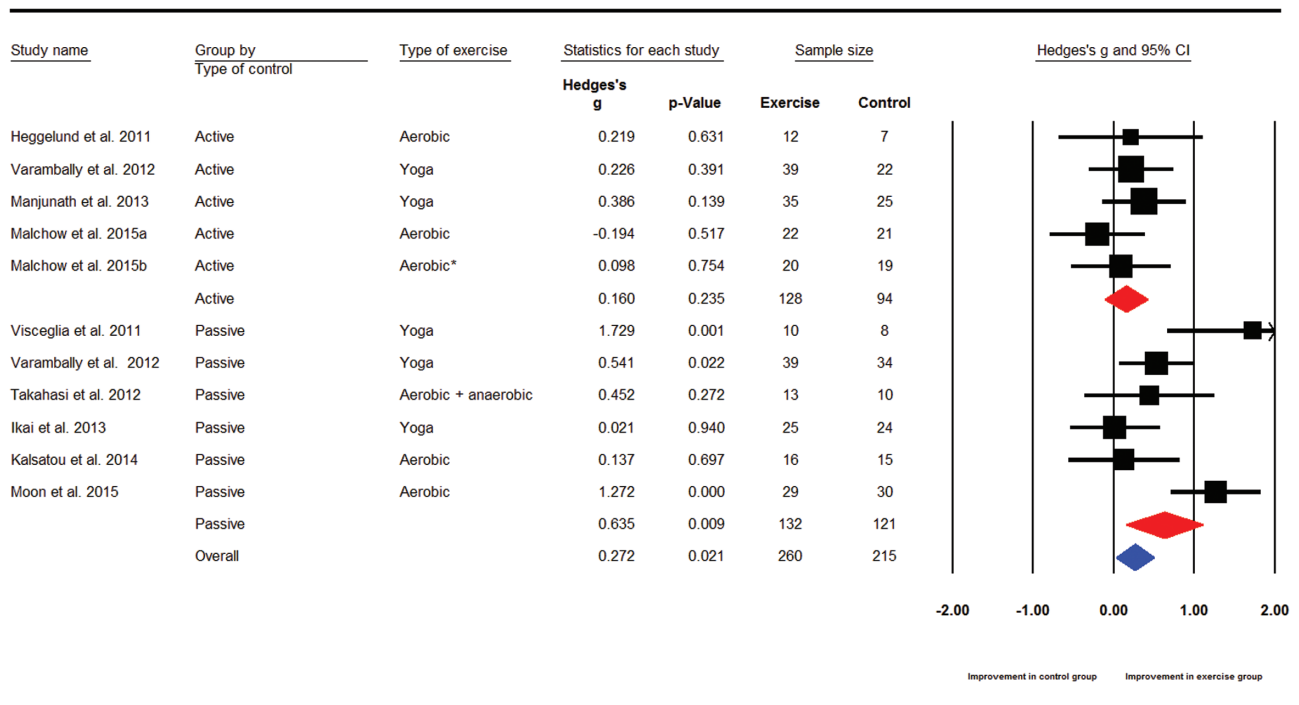 Study name Group by Type of exercise Statistics for each study Sample size Hedges's g and 95% CI
Type of control
Hedges's
g p-Value Exercise Control
Heggelund et al. 2011 Active Aerobic 0.219 0.631 12 7
Varambally et al. 2012 Active Yoga 0.226 0.391 39 22
Manjunath et al. 2013 Active Yoga 0.386 0.139 35 25
Malchow et al. 2015a Active Aerobic -0.194 0.517 22 21
Malchow et al. 2015b Active Aerobic* 0.098 0.754 20 19
Active 0.160 0.235 128 94
Visceglia et al. 2011 Passive Yoga 1.729 0.001 10 8
Varambally et al. 2012 Passive Yoga 0.541 0.022 39 34
Takahasi et al. 2012 Passive Aerobic + anaerobic 0.452 0.272 13 10
Ikai et al. 2013 Passive Yoga 0.021 0.940 25 24
Kalsatou et al. 2014 Passive Aerobic 0.137 0.697 16 15
Moon et al. 2015 Passive Aerobic 1.272 0.000 29 30
Passive 0.635 0.009 132 121
Overall 0.272 0.021 260 215
-2.00 -1.00 0.00 1.00 2.00
Improvement in control group Improvement in exercise group